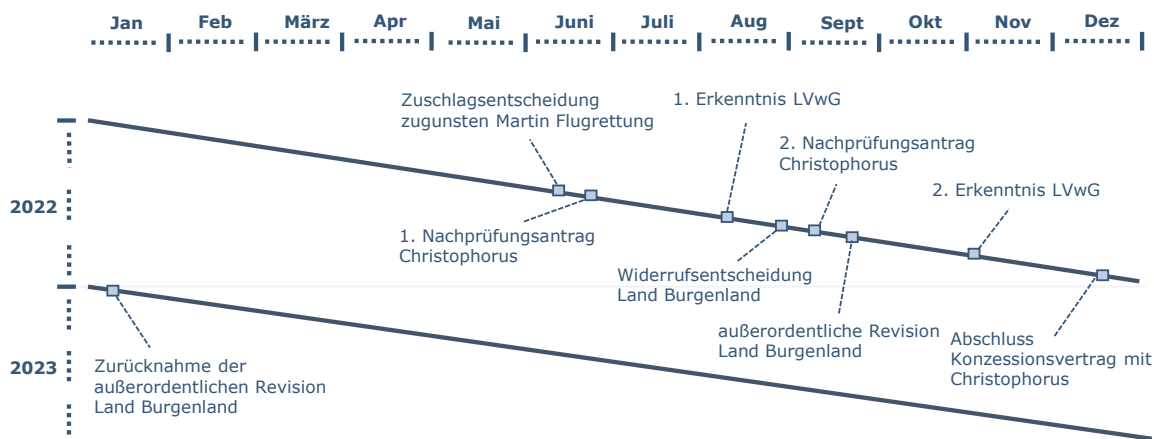 Jan Feb März Apr Mai Juni Juli Aug Sept Okt Nov Dez
Zuschlagsentscheidung
zugunsten Martin Flugrettung
1. Erkenntnis LVwG
2. Nachprüfungsantrag
Christophorus
2. Erkenntnis LVwG
2022
1. Nachprüfungsantrag
Christophorus
Widerrufsentscheidung
Land Burgenland
außerordentliche Revision
Land Burgenland
Abschluss
Konzessionsvertrag mit
Christophorus
2023
Zurücknahme der
außerordentlichen Revision
Land Burgenland